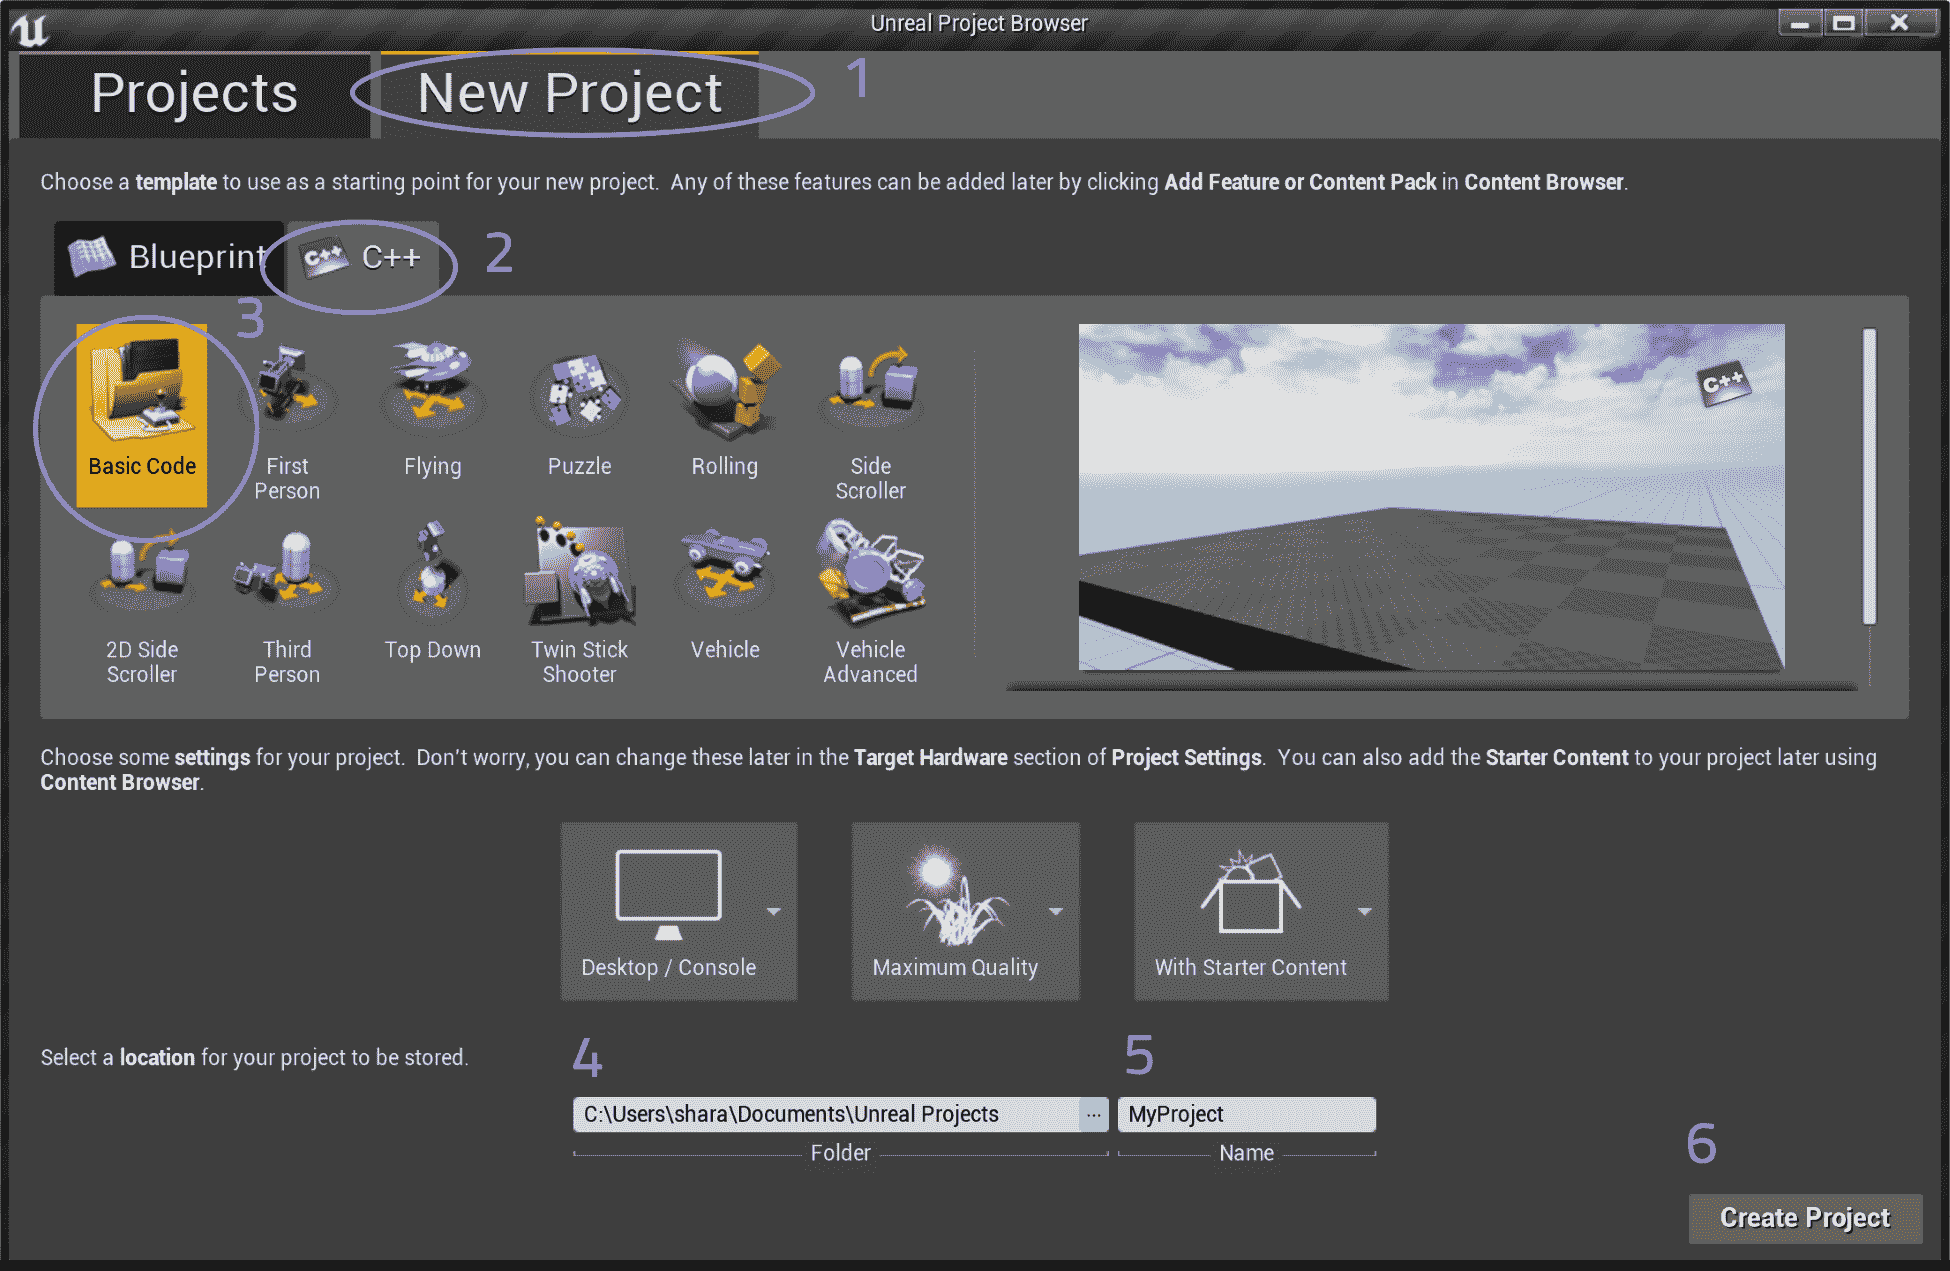 Unreal Project Browser
Projects
New Project
1
Choose a template to use as a starting point for your new project. Any of these features can be added later by clicking Add Feature or Content Pack in Content Browser.
Blueprint
C++
C++
2
3
Basic Code
First
Person
Flying
Puzzle
Rolling
Side
Scroller
C++
2D Side
Scroller
Third
Person
Top Down
Twin Stick
Shooter
Vehicle
Vehicle
Advanced
Choose some settings for your project. Don't worry, you can change these later in the Target Hardware section of Project Settings. You can also add the Starter Content to your project later using
Content Browser.
Desktop / Console
Maximum Quality
With Starter Content
Select a location for your project to be stored.
4
5
C:\Users\shara\Documents\Unreal Projects
...
MyProject
Folder
Name
6
Create Project